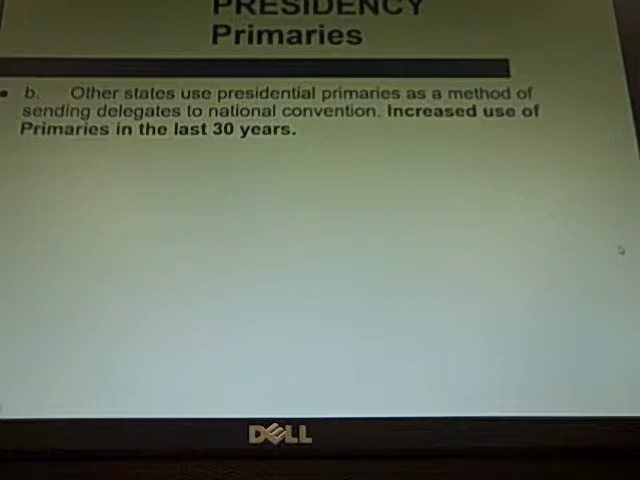 PRESIDENCY
Primaries
• b. Other states use presidential primaries as a method of
sending delegates to national convention. Increased use of
Primaries in the last 30 years.
DELL